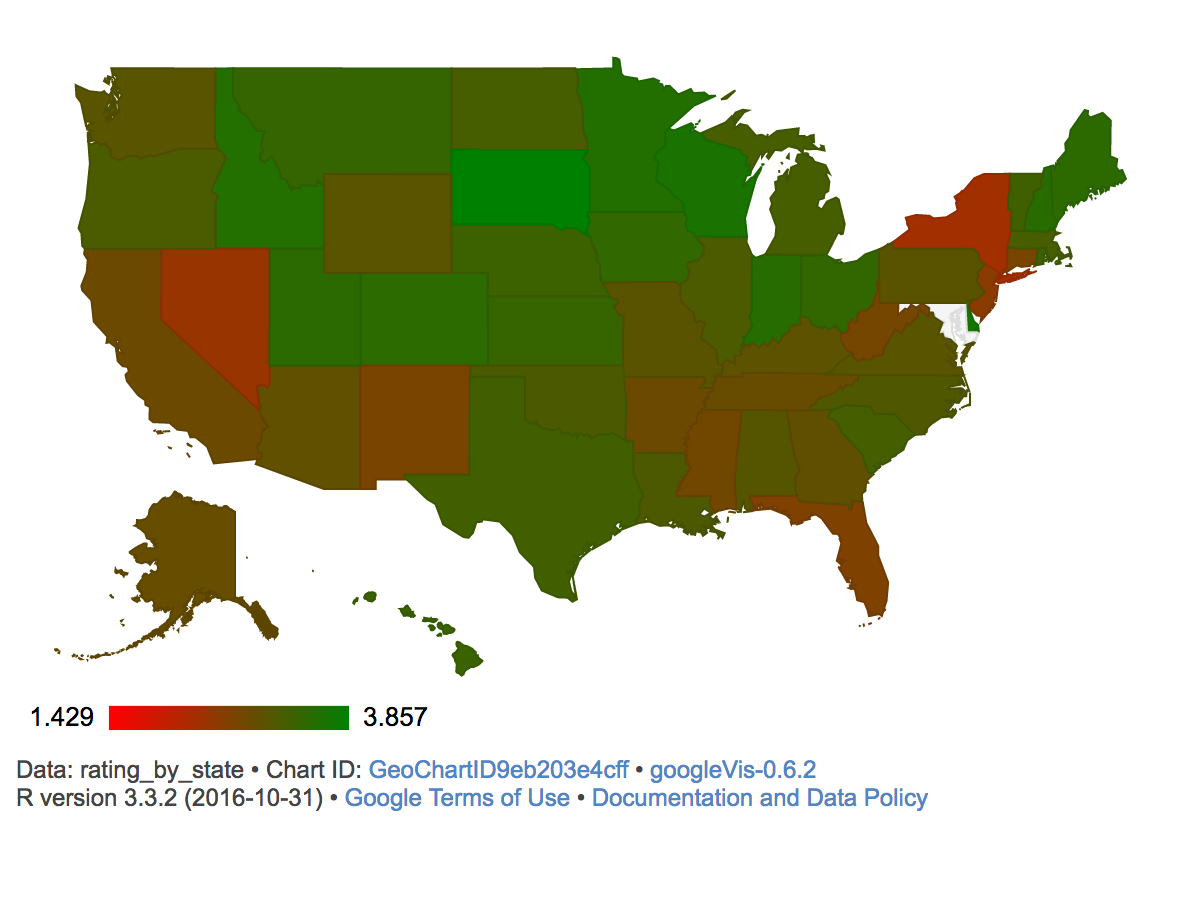 1.429 3.857
Data: rating_by_state • Chart ID: GeoChartID9eb203e4cff • googleVis-0.6.2
R version 3.3.2 (2016-10-31) • Google Terms of Use • Documentation and Data Policy